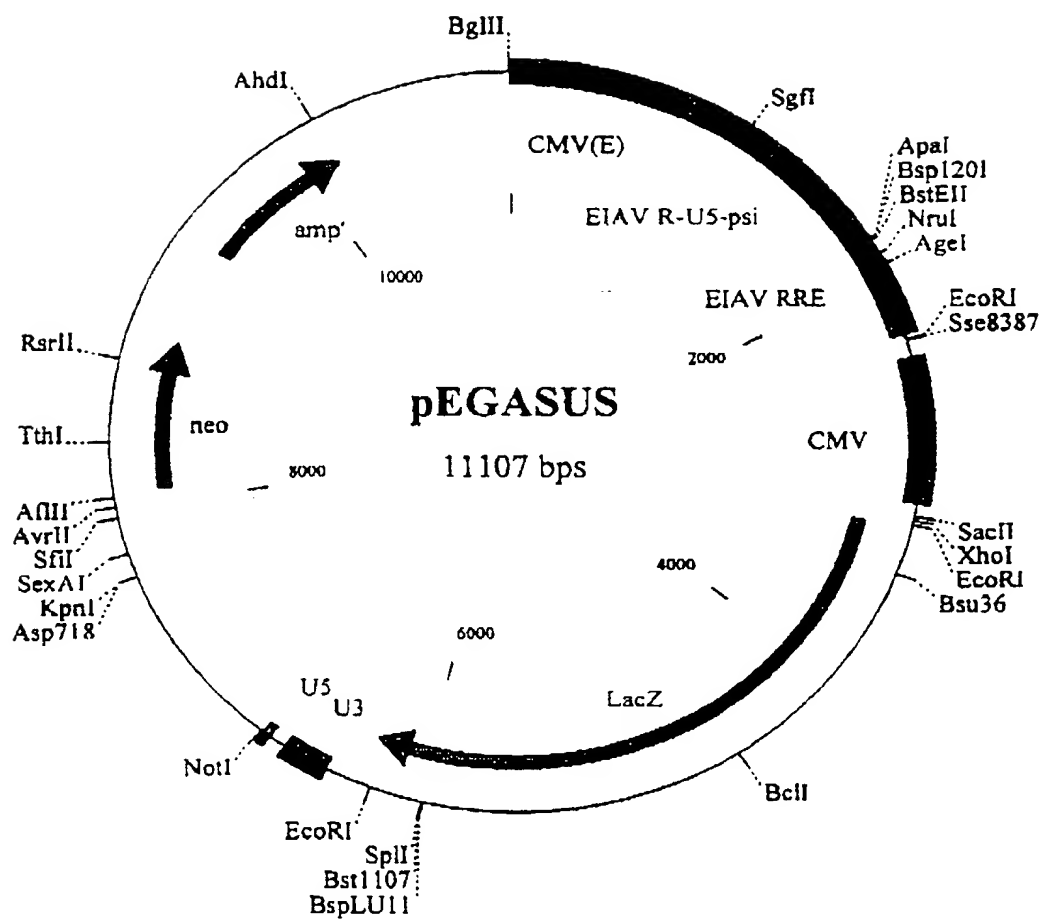 BglII
AhdI
SgfI
CMV(E)
ApaI
Bsp120I
BstEII
NruI
AgeI
ampʳ
EIAV R-U5-psi
10000
EIAV RRE
EcoRI
Sse8387
RsrII
2000
pEGASUS
TthI
neo
CMV
11107 bps
8000
AflII
AvrII
SfiI
SexAI
KpnI
Asp718
SacII
XhoI
EcoRI
Bsu36
4000
6000
U5
U3
LacZ
NotI
BclI
EcoRI
SplI
Bst1107
BspLU11